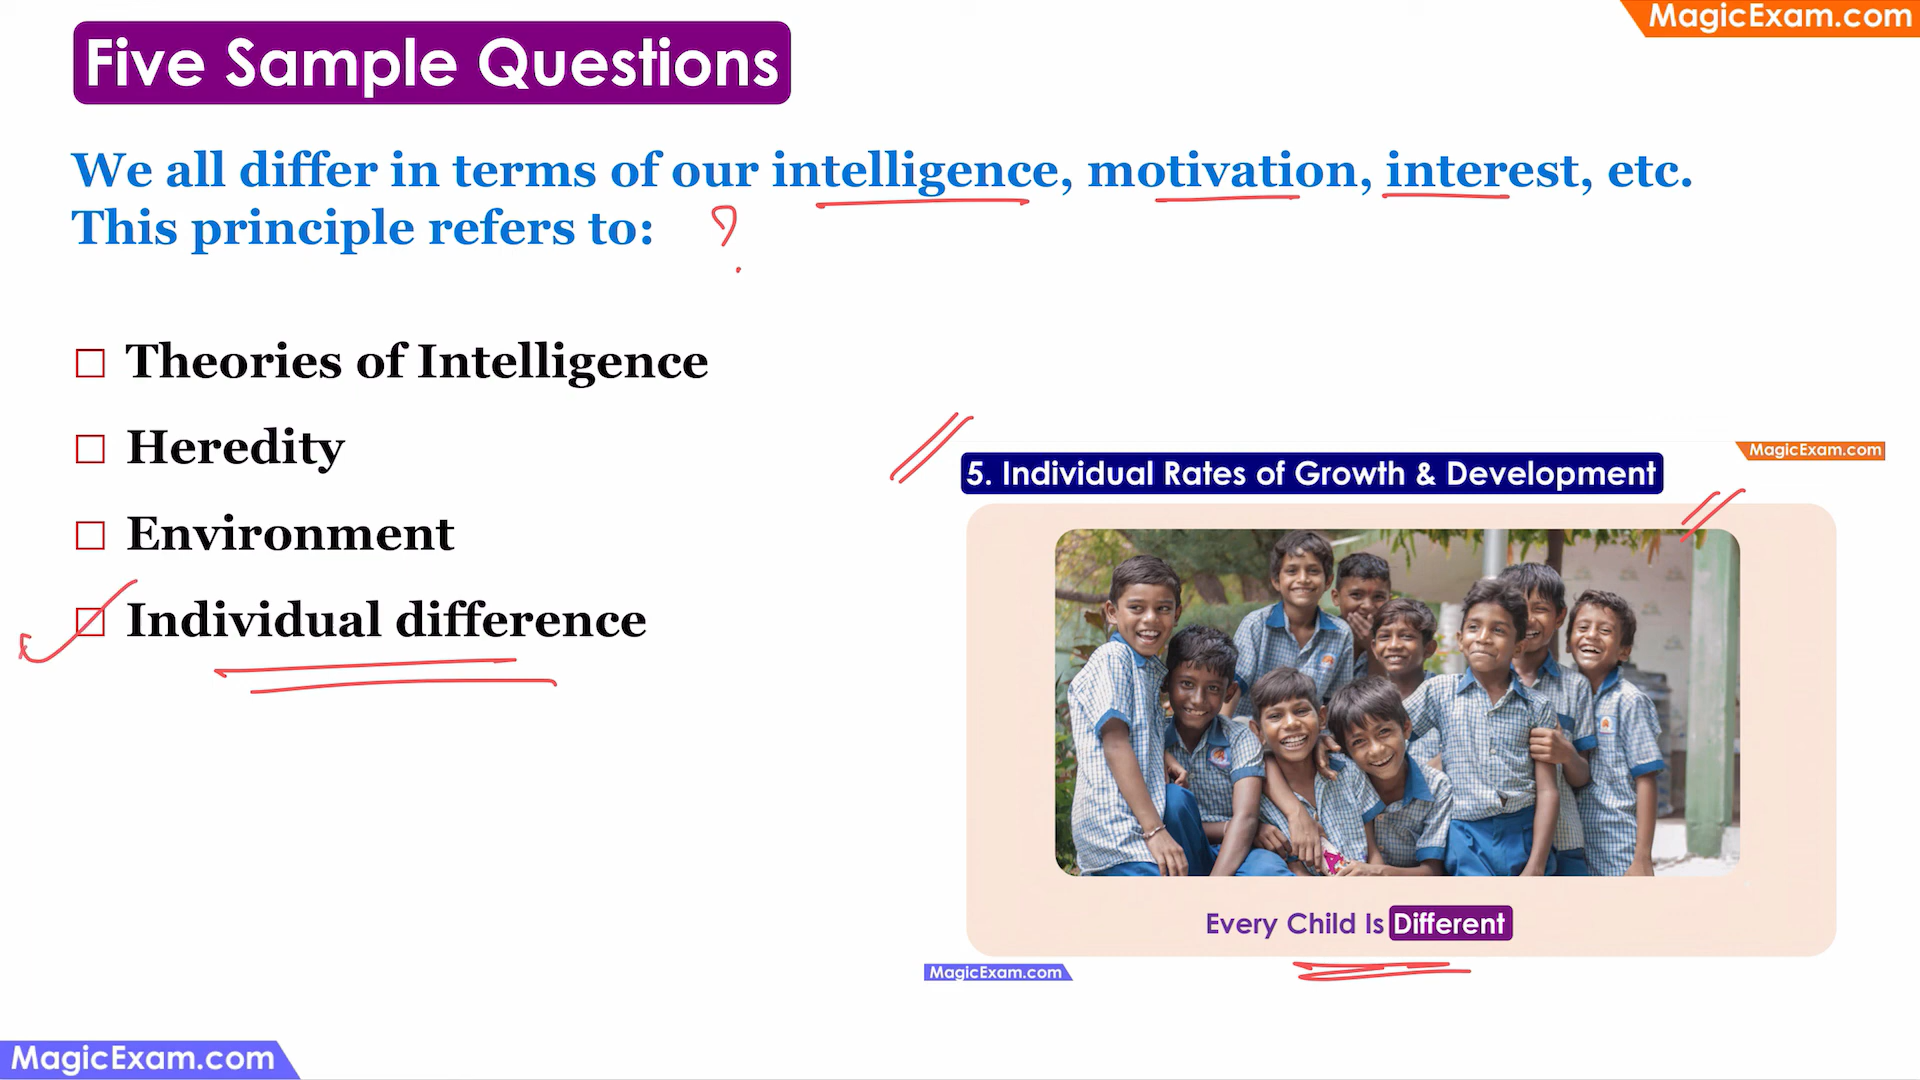 MagicExam.com
Five Sample Questions
We all differ in terms of our intelligence, motivation, interest, etc.
This principle refers to: ?
Theories of Intelligence
Heredity
Environment
Individual difference
MagicExam.com
5. Individual Rates of Growth & Development
Every Child Is Different
MagicExam.com
MagicExam.com